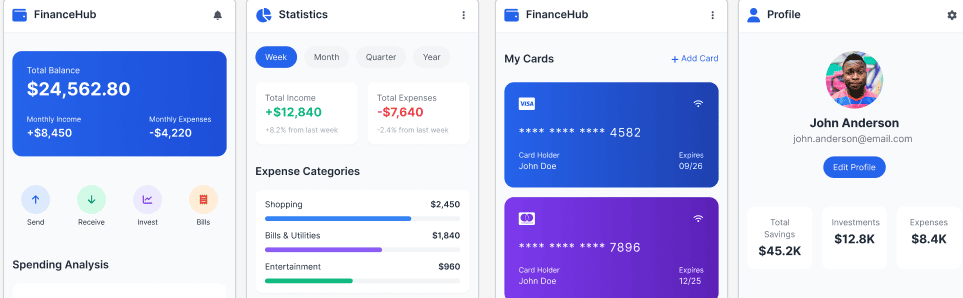 FinanceHub
Total Balance
$24,562.80
Monthly Income
Monthly Expenses
+$8,450
-$4,220
Send
Receive
Invest
Bills
Spending Analysis
Statistics
Week
Month
Quarter
Year
Total Income
+$12,840
+8.2% from last week
Total Expenses
-$7,640
-2.4% from last week
Expense Categories
Shopping
$2,450
Bills & Utilities
$1,840
Entertainment
$960
FinanceHub
My Cards
+ Add Card
VISA
**** **** **** 4582
Card Holder
Expires
John Doe
09/26
**** **** **** 7896
Card Holder
Expires
John Doe
12/25
Profile
John Anderson
john.anderson@email.com
Edit Profile
Total
Savings
$45.2K
Investments
$12.8K
Expenses
$8.4K